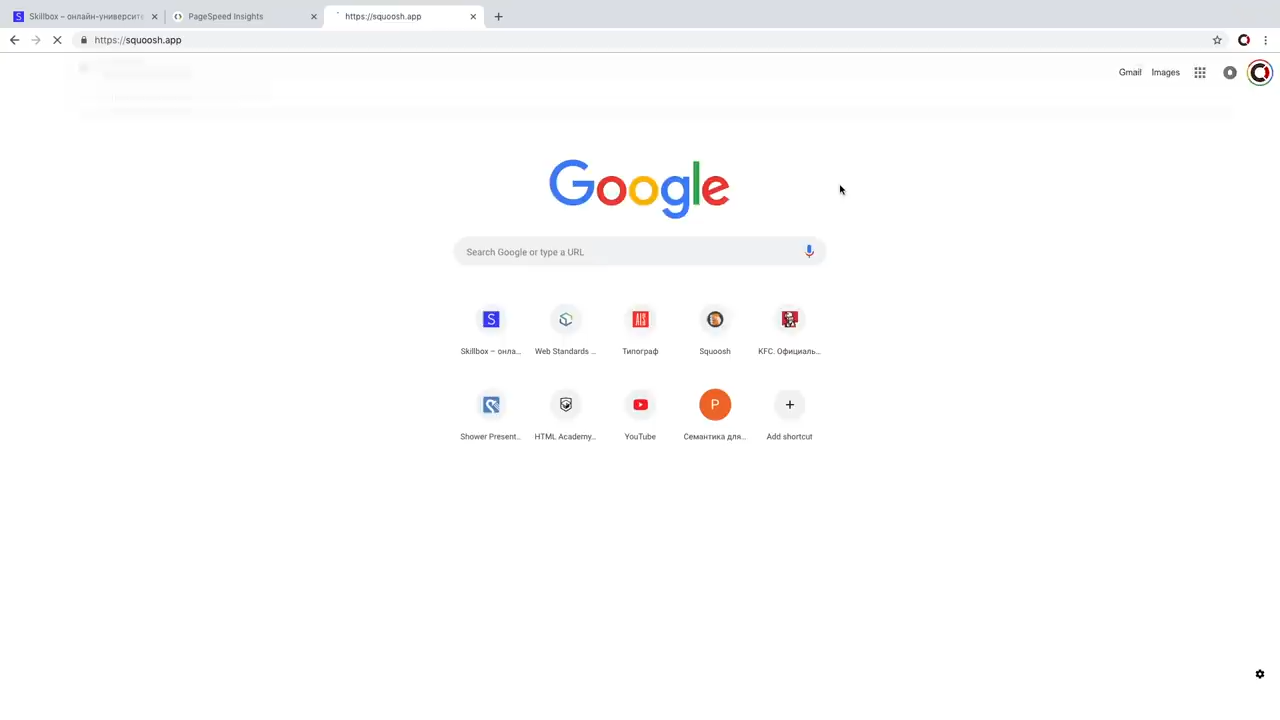 Skillbox – онлайн-университе
PageSpeed Insights
https://squoosh.app
https://squoosh.app
Gmail
Images
Google
Search Google or type a URL
S
Skillbox – онла...
Web Standards ...
Типограф
Squoosh
KFC. Официаль...
P
Shower Present...
HTML Academy...
YouTube
Семантика для...
Add shortcut